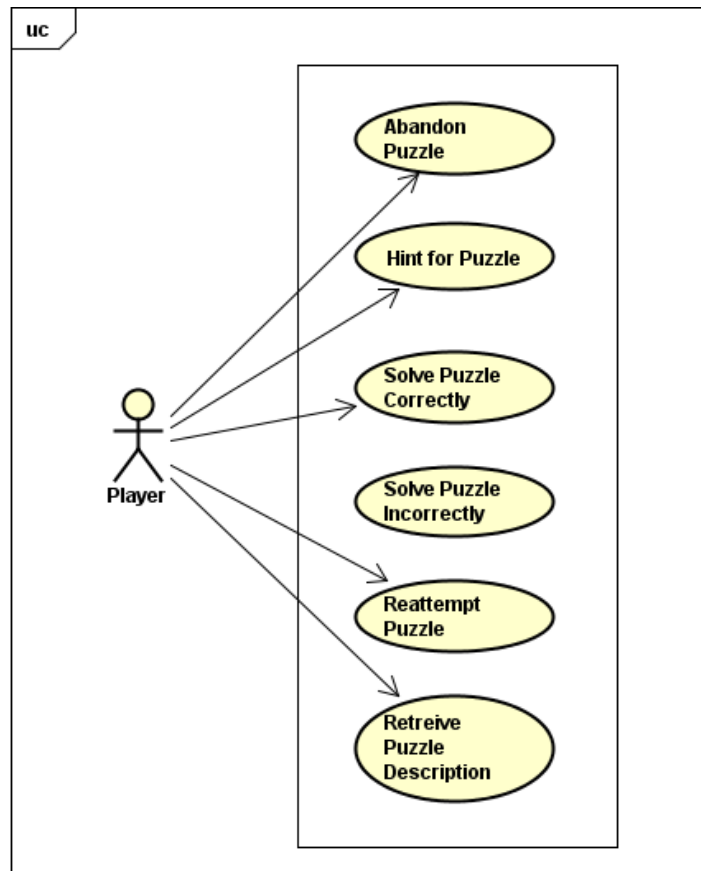 uc
Abandon
Puzzle
Hint for Puzzle
Solve Puzzle
Correctly
Player
Solve Puzzle
Incorrectly
Reattempt
Puzzle
Retreive
Puzzle
Description